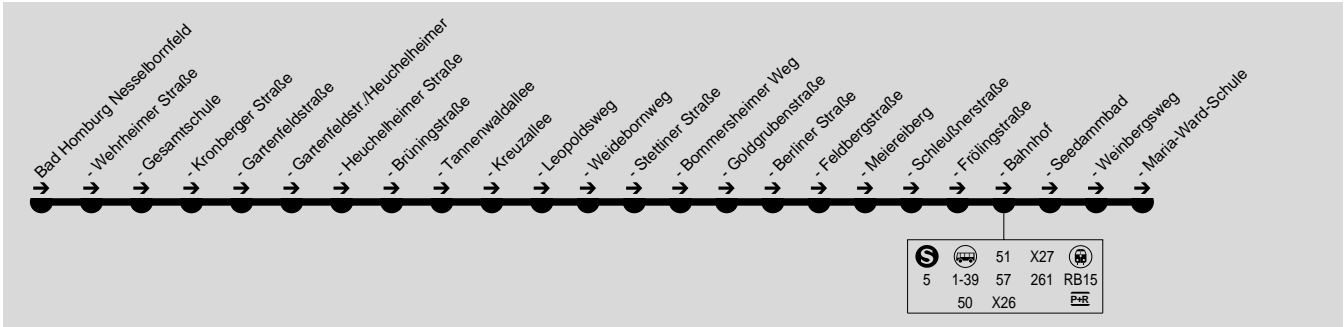 Bad Homburg Nesselbornfeld
- Wehrheimer Straße
- Gesamtschule
- Kronberger Straße
- Gartenfeldstraße
- Gartenfeldstr./Heuchelheimer
- Heuchelheimer Straße
- Brüningstraße
- Tannenwaldallee
- Kreuzallee
- Leopoldsweg
- Weidebornweg
- Stettiner Straße
- Bommersheimer Weg
- Goldgrubenstraße
- Berliner Straße
- Feldbergstraße
- Meiereiberg
- Schleußnerstraße
- Frölingstraße
- Bahnhof
- Seedammbad
- Weinbergsweg
- Maria-Ward-Schule
S 51 X27
5 1-39 57 261 RB15
50 X26 P+R